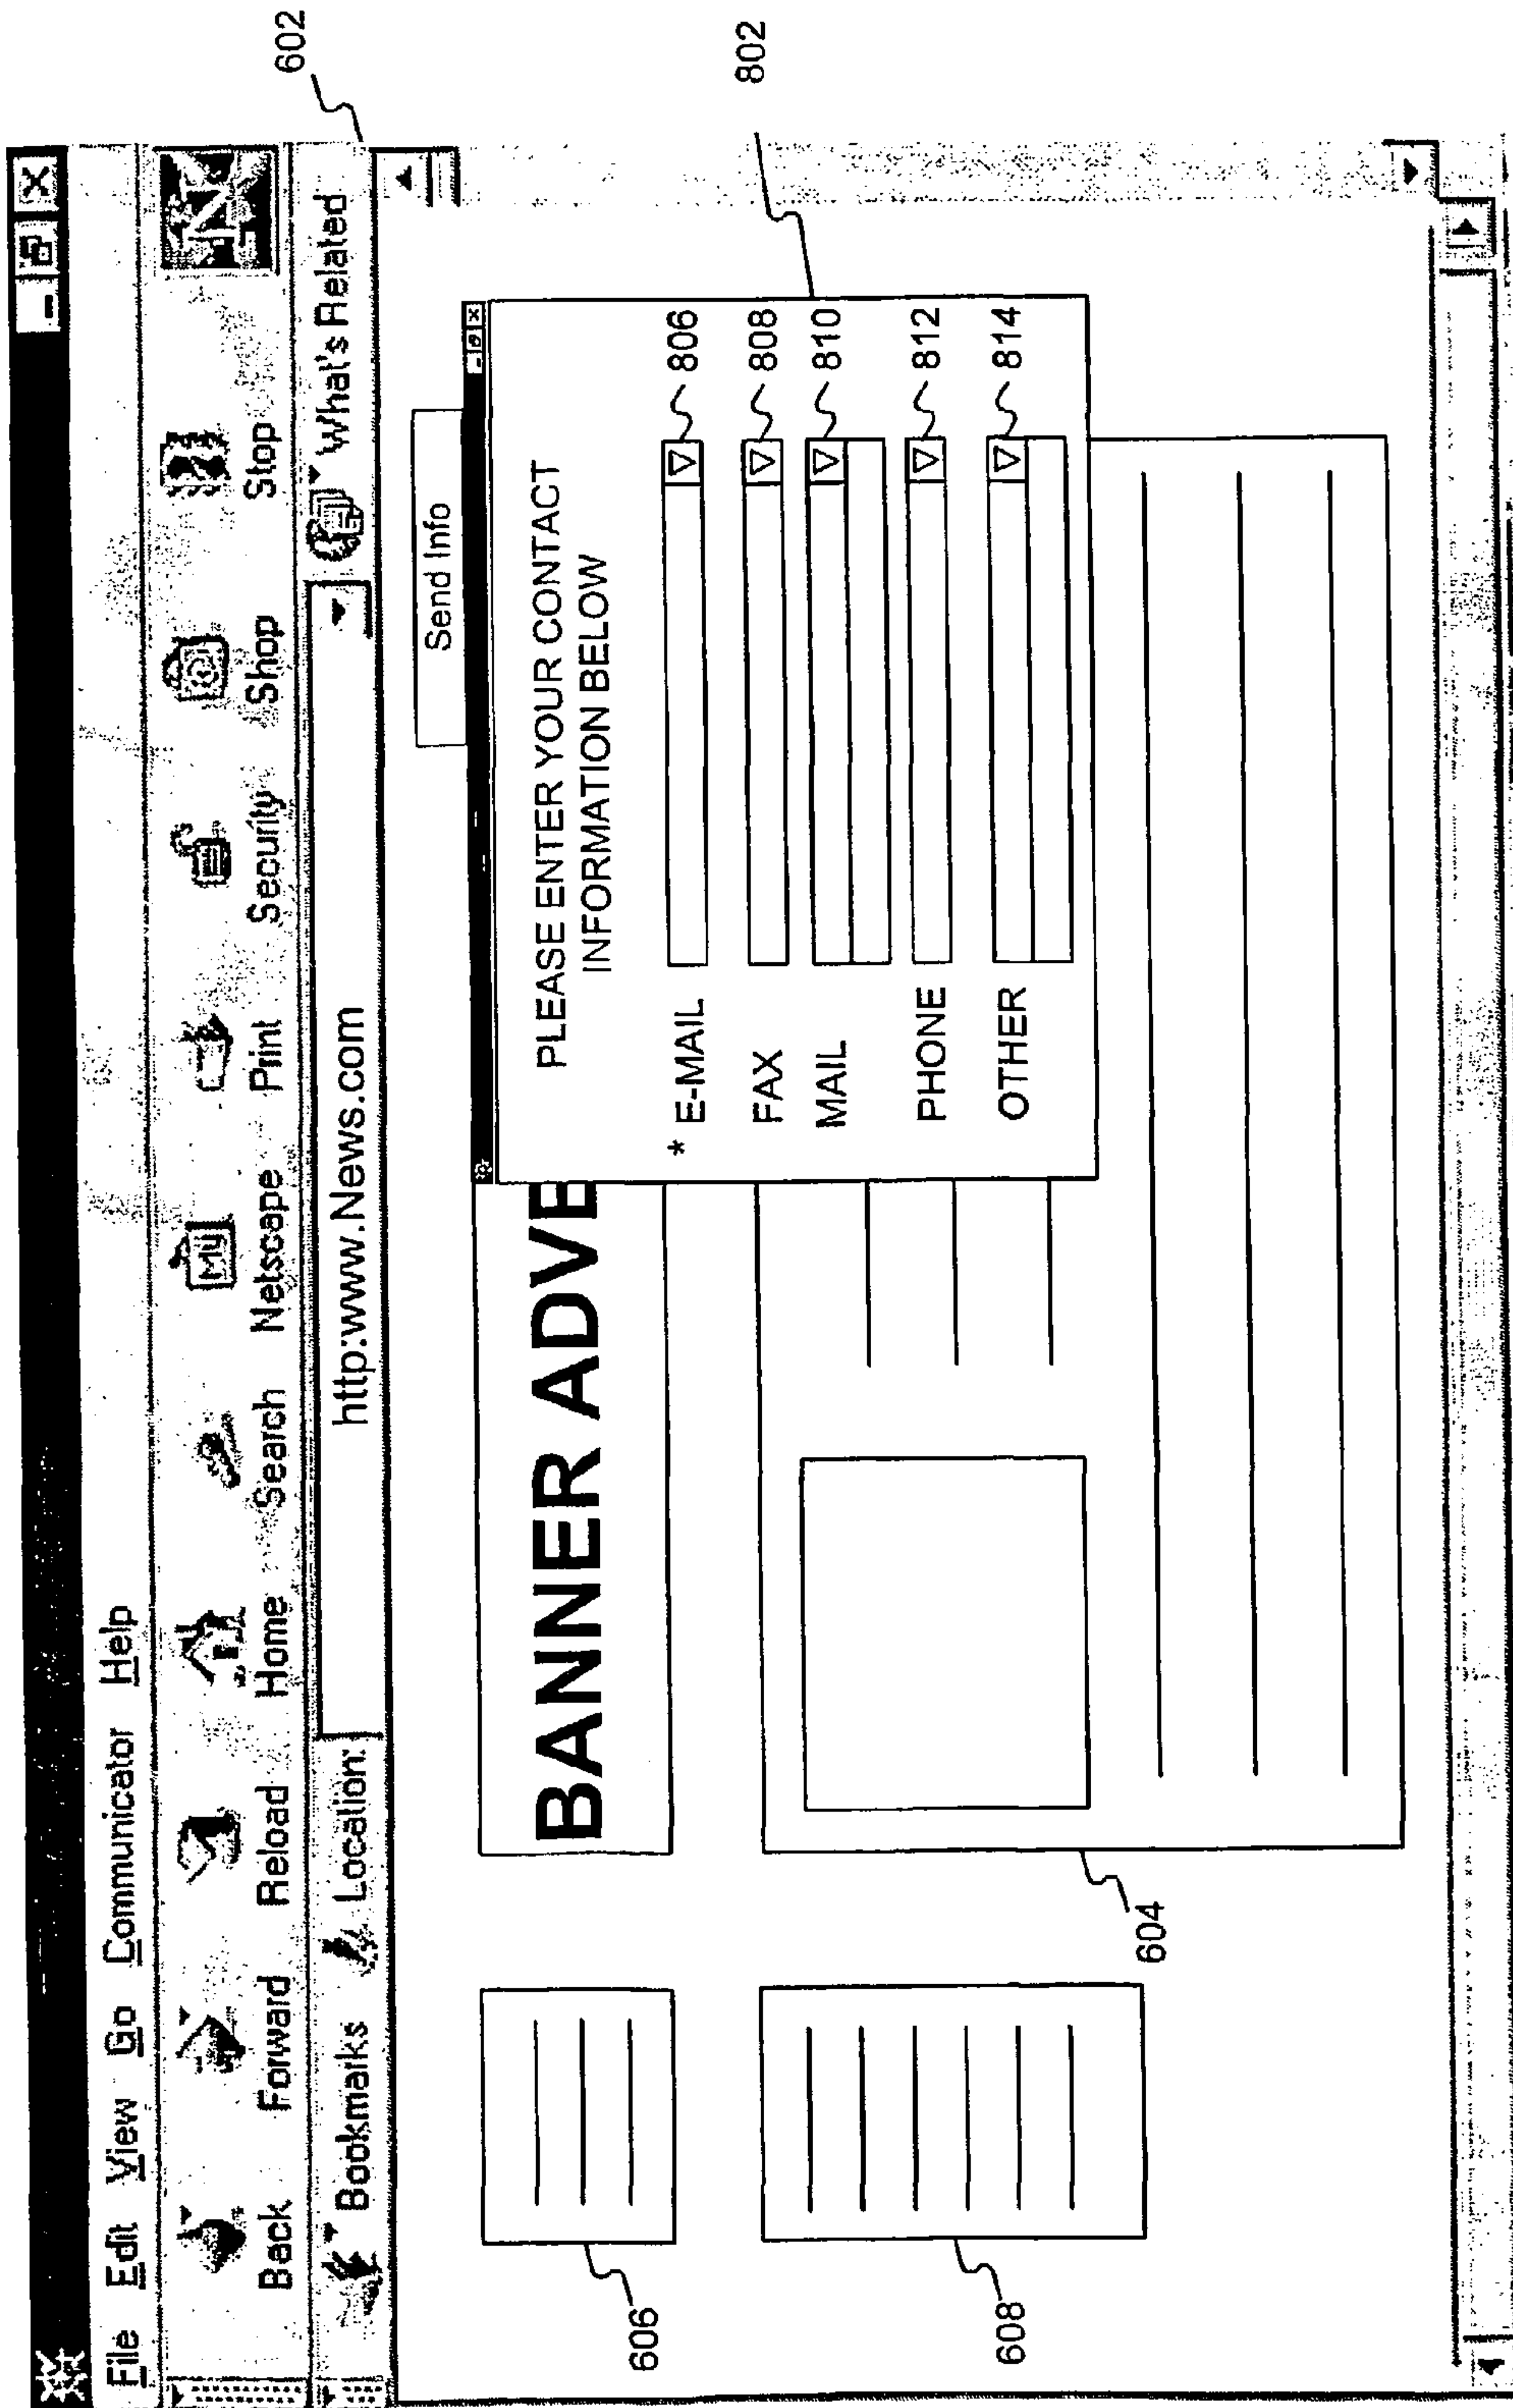 File Edit View Go Communicator Help
Back Forward Reload Home Search Netscape Print Security Shop Stop
My
N
Bookmarks Location: http:www.News.com What's Related
602
Send Info
BANNER ADVE
PLEASE ENTER YOUR CONTACT
INFORMATION BELOW
802
* E-MAIL 806
FAX 808
MAIL 810
PHONE 812
OTHER 814
606
608
604